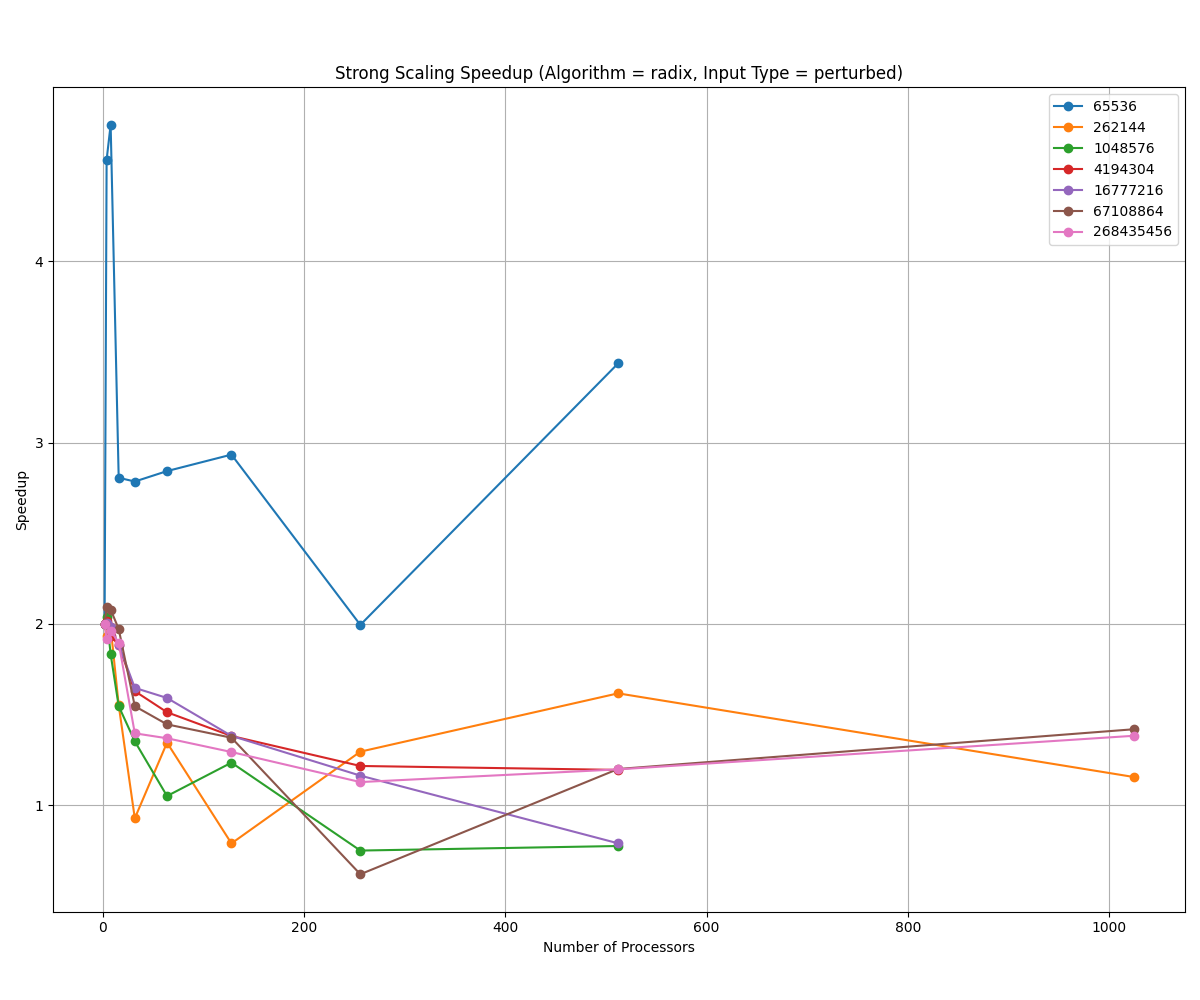 Strong Scaling Speedup (Algorithm = radix, Input Type = perturbed)
65536
262144
1048576
4194304
16777216
67108864
268435456
Speedup
4
3
2
1
0 200 400 600 800 1000
Number of Processors